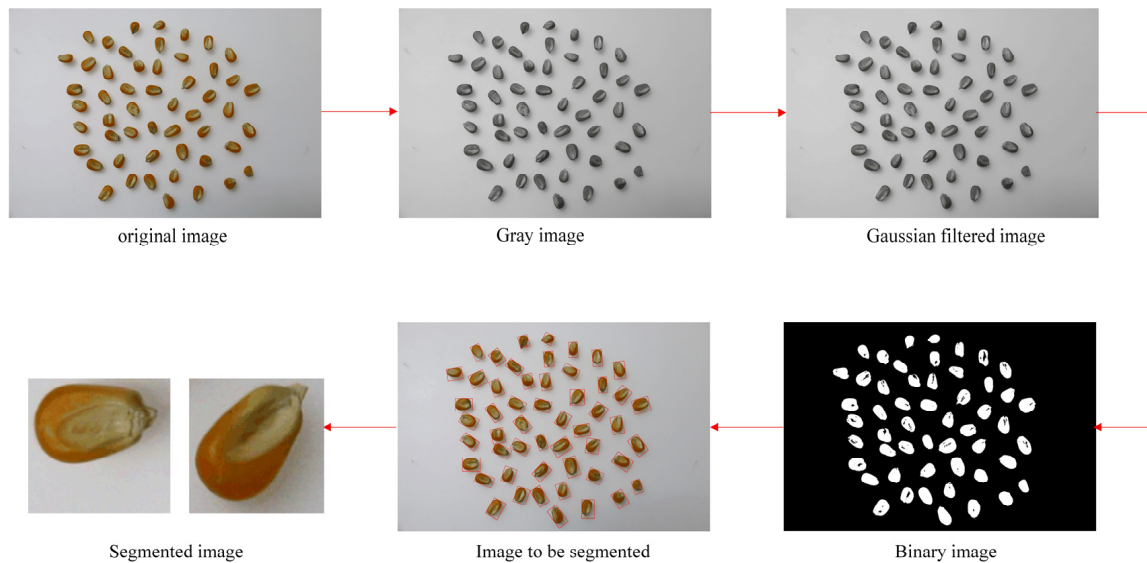 original image
Gray image
Gaussian filtered image
Segmented image
Image to be segmented
Binary image